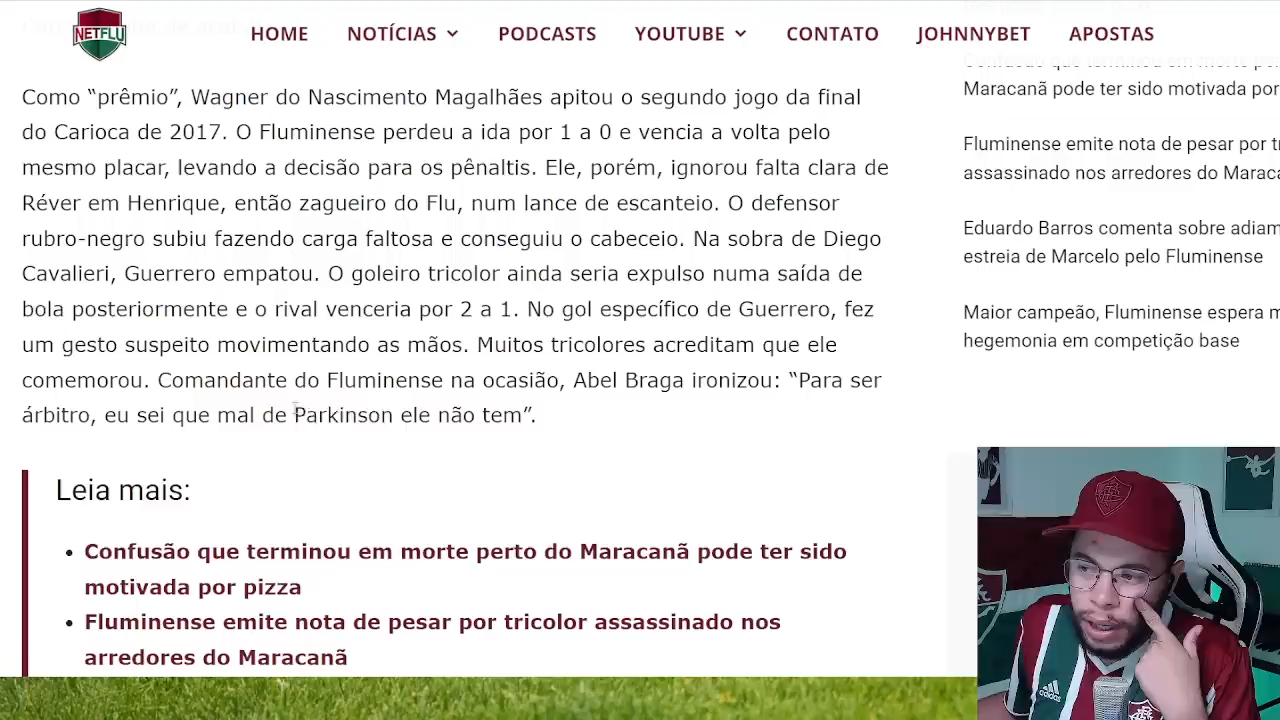 NETFLU
HOME
NOTÍCIAS
PODCASTS
YOUTUBE
CONTATO
JOHNNYBET
APOSTAS
Como “prêmio”, Wagner do Nascimento Magalhães apitou o segundo jogo da final
do Carioca de 2017. O Fluminense perdeu a ida por 1 a 0 e vencia a volta pelo
mesmo placar, levando a decisão para os pênaltis. Ele, porém, ignorou falta clara de
Réver em Henrique, então zagueiro do Flu, num lance de escanteio. O defensor
rubro-negro subiu fazendo carga faltosa e conseguiu o cabeceio. Na sobra de Diego
Cavalieri, Guerrero empatou. O goleiro tricolor ainda seria expulso numa saída de
bola posteriormente e o rival venceria por 2 a 1. No gol específico de Guerrero, fez
um gesto suspeito movimentando as mãos. Muitos tricolores acreditam que ele
comemorou. Comandante do Fluminense na ocasião, Abel Braga ironizou: “Para ser
árbitro, eu sei que mal de Parkinson ele não tem”.
Leia mais:
• Confusão que terminou em morte perto do Maracanã pode ter sido
motivada por pizza
• Fluminense emite nota de pesar por tricolor assassinado nos
arredores do Maracanã
Confusão que terminou em morte
Maracanã pode ter sido motivada por
Fluminense emite nota de pesar por
assassinado nos arredores do
Eduardo Barros comenta sobre
estreia de Marcelo pelo Fluminense
Maior campeão, Fluminense espera
hegemonia em competição base
adidas